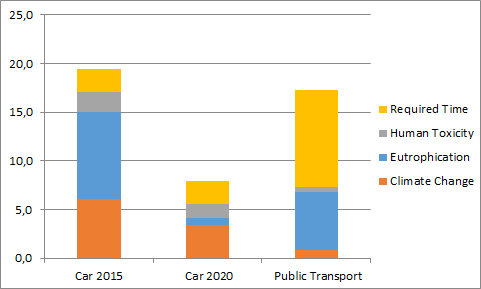 25,0
20,0
15,0
10,0
5,0
0,0
Car 2015
Car 2020
Public Transport
Required Time
Human Toxicity
Eutrophication
Climate Change